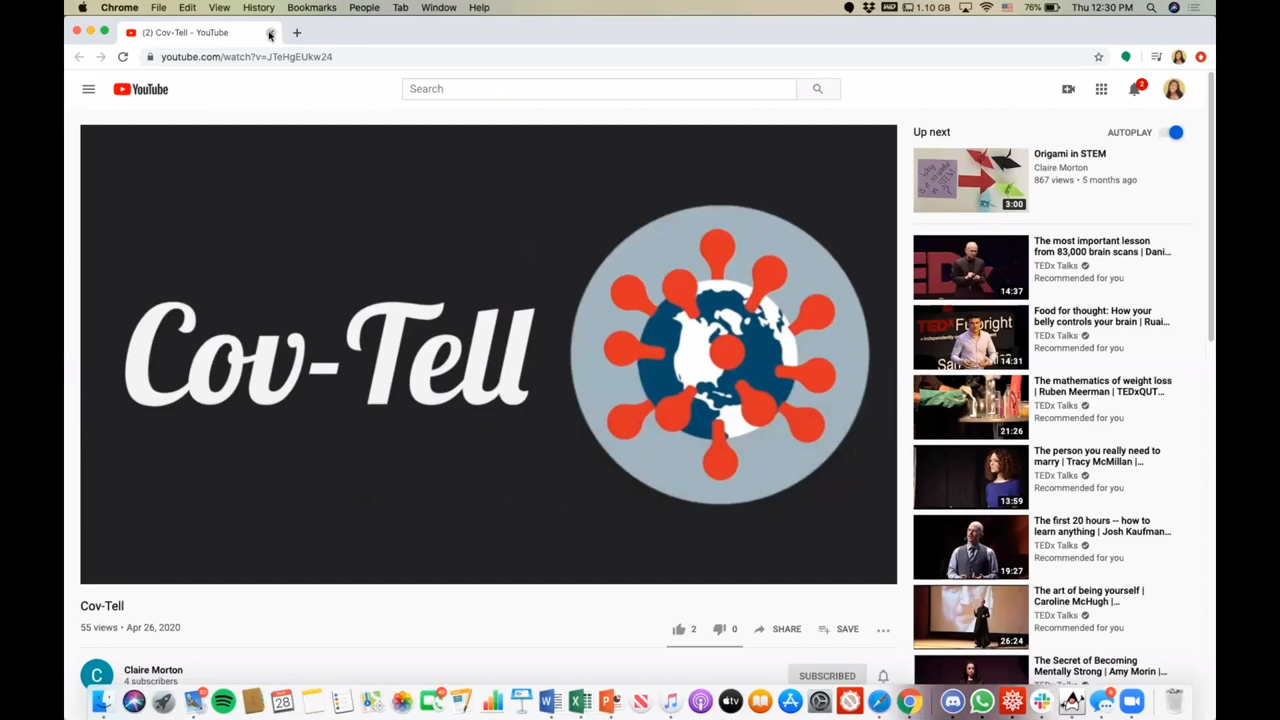 Chrome File Edit View History Bookmarks People Tab Window Help
1.10 GB 76% Thu 12:30 PM
(2) Cov-Tell - YouTube
youtube.com/watch?v=JTeHgEUkw24
YouTube
Search
2
Cov-Tell
Cov-Tell
55 views • Apr 26, 2020
2 0 SHARE SAVE
C
Claire Morton
4 subscribers
SUBSCRIBED
Up next
AUTOPLAY
Origami in STEM
Claire Morton
867 views • 5 months ago
3:00
The most important lesson
from 83,000 brain scans | Dani...
TEDx Talks
Recommended for you
14:37
Food for thought: How your
belly controls your brain | Ruai...
TEDx Talks
Recommended for you
14:31
The mathematics of weight loss
| Ruben Meerman | TEDxQUT...
TEDx Talks
Recommended for you
21:26
The person you really need to
marry | Tracy McMillan |...
TEDx Talks
Recommended for you
13:59
The first 20 hours -- how to
learn anything | Josh Kaufman...
TEDx Talks
Recommended for you
19:27
The art of being yourself |
Caroline McHugh |...
TEDx Talks
Recommended for you
26:24
The Secret of Becoming
Mentally Strong | Amy Morin |...
28